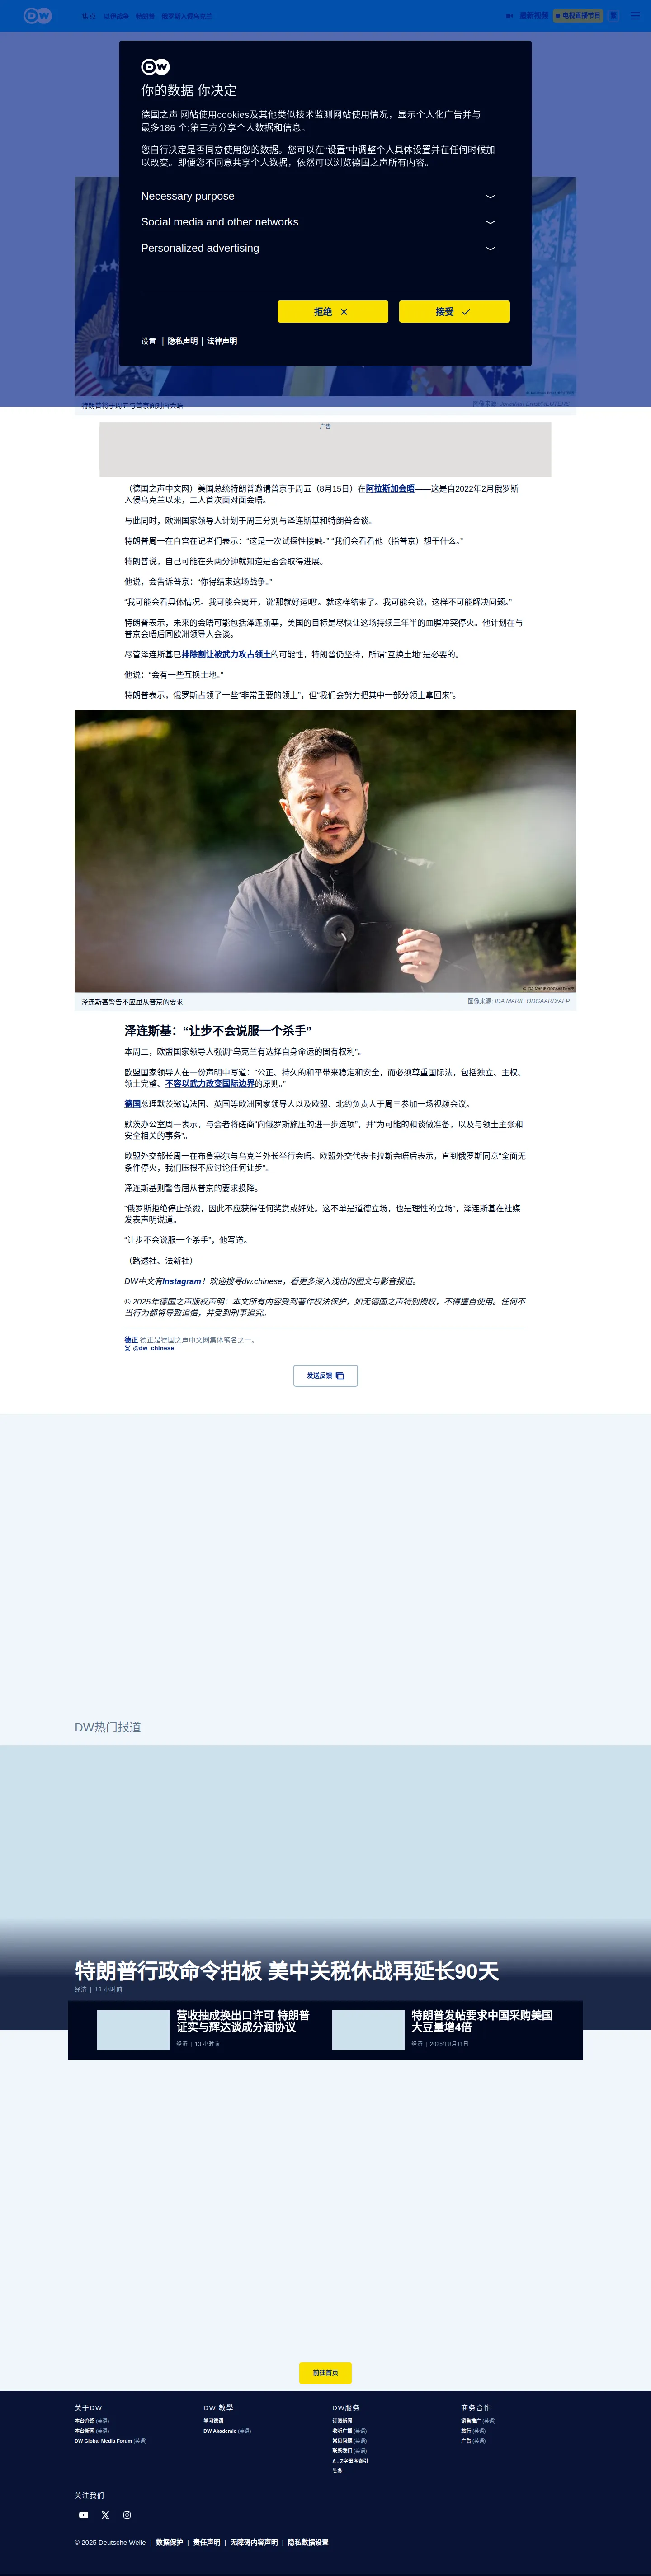 DW
热点
以伊战争
特朗普
俄罗斯入侵乌克兰
最新视频
电视直播节目
DW
你的数据 你决定
德国之声'网站使用cookies及其他类似技术监测网站使用情况，显示个人化广告并与
最多186 个;第三方分享个人数据和信息。
您自行决定是否同意使用您的数据。您可以在“设置”中调整个人具体设置并在任何时候加
以改变。即便您不同意共享个人数据，依然可以浏览德国之声所有内容。
Necessary purpose
Social media and other networks
Personalized advertising
拒绝
接受
设置 | 隐私声明 | 法律声明
特朗普将于周五与普京面对面会晤
图像来源: Jonathan Ernst/REUTERS
广告
（德国之声中文网）美国总统特朗普邀请普京于周五（8月15日）在阿拉斯加会晤——这是自2022年2月俄罗斯
入侵乌克兰以来，二人首次面对面会晤。
与此同时，欧洲国家领导人计划于周三分别与泽连斯基和特朗普会谈。
特朗普周一在白宫在记者们表示：“这是一次试探性接触。” “我们会看看他（指普京）想干什么。”
特朗普说，自己可能在头两分钟就知道是否会取得进展。
他说，会告诉普京：“你得结束这场战争。”
“我可能会看具体情况。我可能会离开，说‘那就好运吧’。就这样结束了。我可能会说，这样不可能解决问题。”
特朗普表示，未来的会晤可能包括泽连斯基，美国的目标是尽快让这场持续三年半的血腥冲突停火。他计划在与
普京会晤后同欧洲领导人会谈。
尽管泽连斯基已排除割让被武力攻占领土的可能性，特朗普仍坚持，所谓“互换土地”是必要的。
他说：“会有一些互换土地。”
特朗普表示，俄罗斯占领了一些“非常重要的领土”，但“我们会努力把其中一部分领土拿回来”。
© IDA MARIE ODGAARD/AFP
泽连斯基警告不应屈从普京的要求
图像来源: IDA MARIE ODGAARD/AFP
泽连斯基：“让步不会说服一个杀手”
本周二，欧盟国家领导人强调“乌克兰有选择自身命运的固有权利”。
欧盟国家领导人在一份声明中写道：“公正、持久的和平带来稳定和安全，而必须尊重国际法，包括独立、主权、
领土完整、不容以武力改变国际边界的原则。”
德国总理默茨邀请法国、英国等欧洲国家领导人以及欧盟、北约负责人于周三参加一场视频会议。
默茨办公室周一表示，与会者将磋商“向俄罗斯施压的进一步选项”，并“为可能的和谈做准备，以及与领土主张和
安全相关的事务”。
欧盟外交部长周一在布鲁塞尔与乌克兰外长举行会晤。欧盟外交代表卡拉斯会晤后表示，直到俄罗斯同意“全面无
条件停火，我们压根不应讨论任何让步”。
泽连斯基则警告屈从普京的要求投降。
“俄罗斯拒绝停止杀戮，因此不应获得任何奖赏或好处。这不单是道德立场，也是理性的立场”，泽连斯基在社媒
发表声明说道。
“让步不会说服一个杀手”，他写道。
（路透社、法新社）
DW中文有Instagram！欢迎搜寻dw.chinese，看更多深入浅出的图文与影音报道。
© 2025年德国之声版权声明：本文所有内容受到著作权法保护，如无德国之声特别授权，不得擅自使用。任何不
当行为都将导致追偿，并受到刑事追究。
德正 德正是德国之声中文网集体笔名之一。
@dw_chinese
发送反馈
DW热门报道
特朗普行政命令拍板 美中关税休战再延长90天
经济 | 13 小时前
营收抽成换出口许可 特朗普
证实与辉达谈成分润协议
经济 | 13 小时前
特朗普发帖要求中国采购美国
大豆量增4倍
经济 | 2025年8月11日
前往首页
关于DW
本台介绍 (英语)
本台新闻 (英语)
DW Global Media Forum (英语)
DW 教學
学习德语
DW Akademie (英语)
DW服务
订阅新闻
收听广播 (英语)
常见问题 (英语)
联系我们 (英语)
A - Z字母序索引
头条
商务合作
销售推广 (英语)
旅行 (英语)
广告 (英语)
关注我们
© 2025 Deutsche Welle | 数据保护 | 责任声明 | 无障碍内容声明 | 隐私数据设置